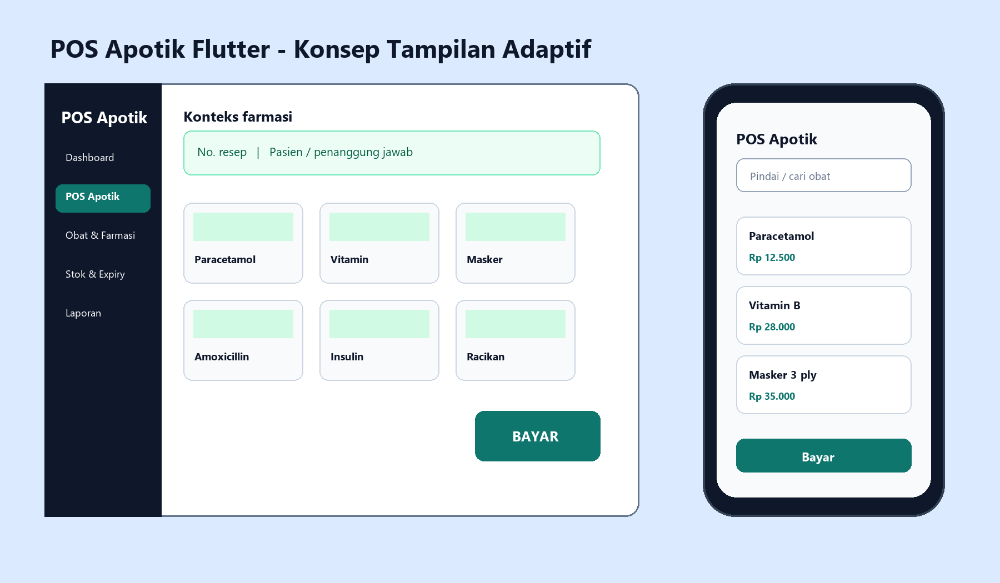 POS Apotik Flutter - Konsep Tampilan Adaptif
POS Apotik
Dashboard
POS Apotik
Obat & Farmasi
Stok & Expiry
Laporan
Konteks farmasi
No. resep | Pasien / penanggung jawab
Paracetamol
Vitamin
Masker
Amoxicillin
Insulin
Racikan
BAYAR
POS Apotik
Pindai / cari obat
Paracetamol
Rp 12.500
Vitamin B
Rp 28.000
Masker 3 ply
Rp 35.000
Bayar